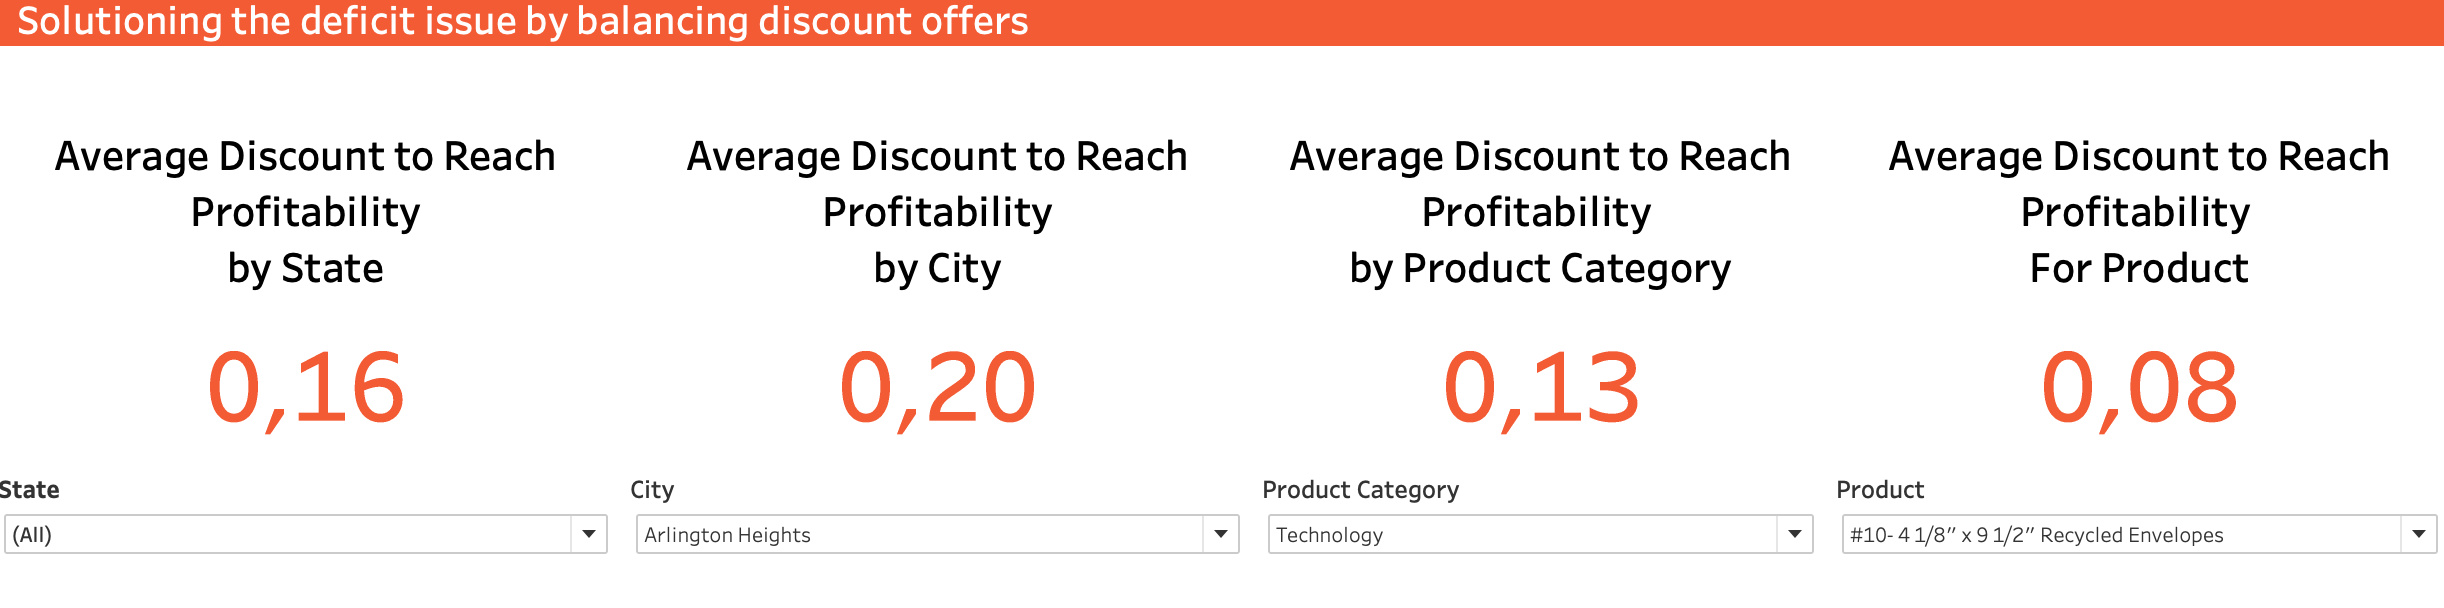 Solutioning the deficit issue by balancing discount offers
Average Discount to Reach
Profitability
by State
0,16
State
(All)
Average Discount to Reach
Profitability
by City
0,20
City
Arlington Heights
Average Discount to Reach
Profitability
by Product Category
0,13
Product Category
Technology
Average Discount to Reach
Profitability
For Product
0,08
Product
#10- 4 1/8” x 9 1/2” Recycled Envelopes